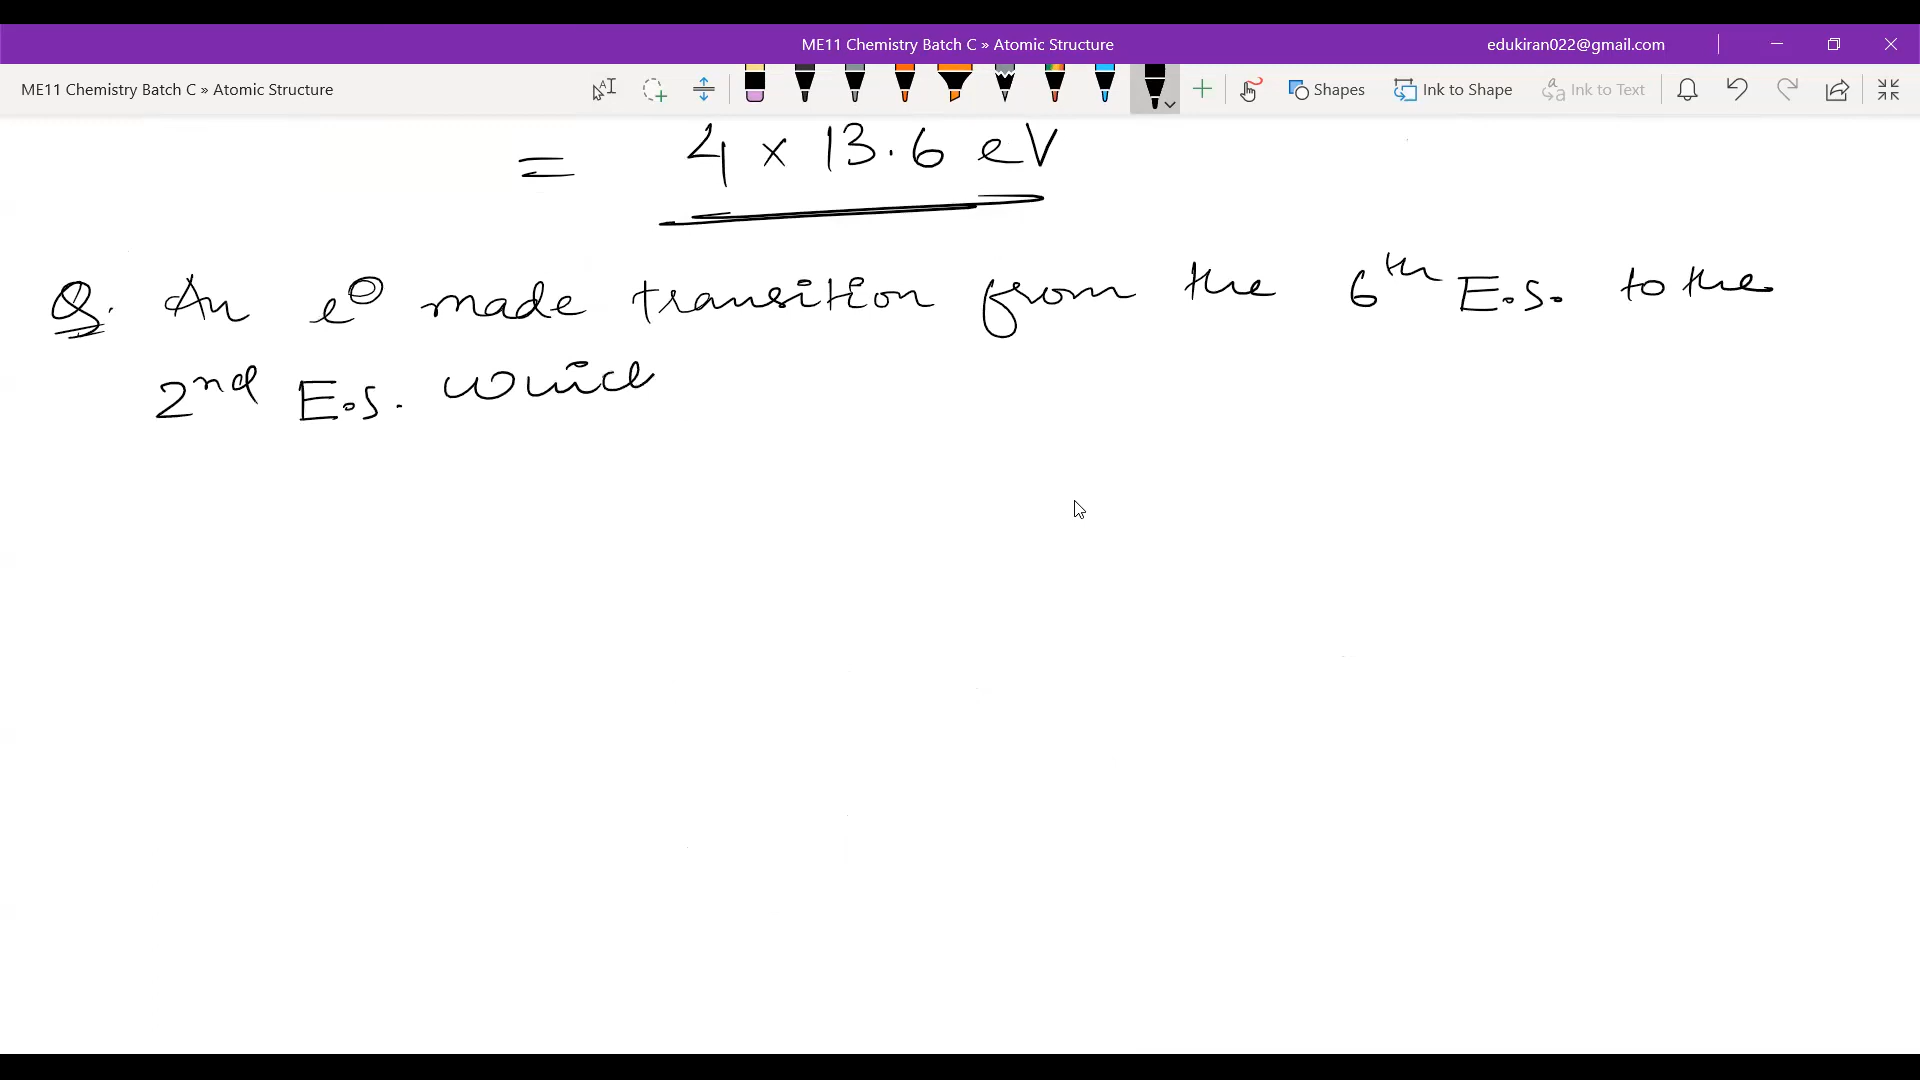 ME11 Chemistry Batch C » Atomic Structure
edukiran022@gmail.com
ME11 Chemistry Batch C » Atomic Structure
Shapes
Ink to Shape
Ink to Text
= 4 × 13.6 eV
Q. An e⊖ made transition from the 6th E.S. to the
2nd E.S. which